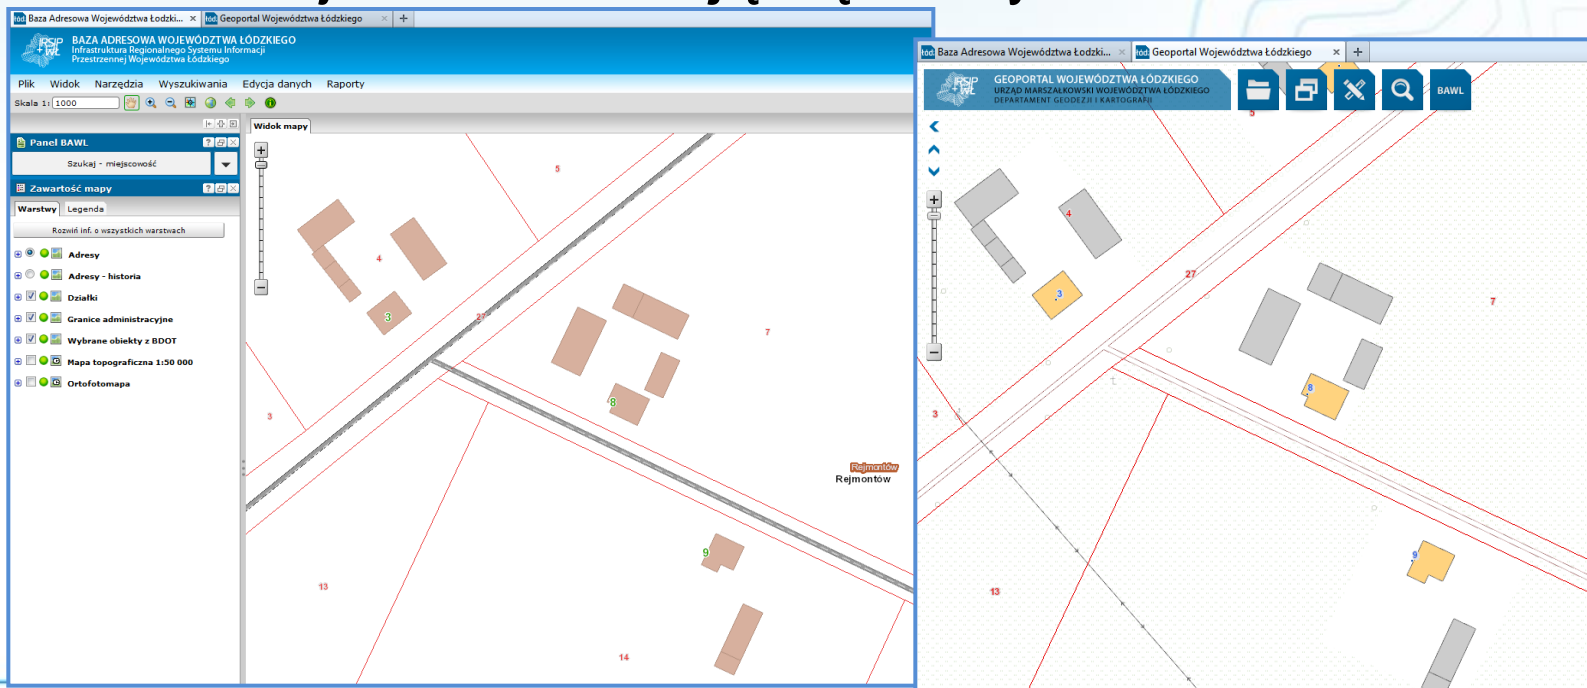 Baza Adresowa Województwa Łodzki...
Geoportal Województwa Łódzkiego
IRSIP
WŁ
BAZA ADRESOWA WOJEWÓDZTWA ŁÓDZKIEGO
Infrastruktura Regionalnego Systemu Informacji
Przestrzennej Województwa Łódzkiego
Plik Widok Narzędzia Wyszukiwania Edycja danych Raporty
Skala 1: 1000
Panel BAWL
Szukaj - miejscowość
Zawartość mapy
Warstwy Legenda
Rozwiń inf. o wszystkich warstwach
Adresy
Adresy - historia
Działki
Granice administracyjne
Wybrane obiekty z BDOT
Mapa topograficzna 1:50 000
Ortofotomapa
Widok mapy
5
4
3
27
7
8
3
Rejmontów
Rejmontów
9
13
14
Baza Adresowa Województwa Łodzki...
Geoportal Województwa Łódzkiego
IRSIP
WŁ
GEOPORTAL WOJEWÓDZTWA ŁÓDZKIEGO
URZĄD MARSZAŁKOWSKI WOJEWÓDZTWA ŁÓDZKIEGO
DEPARTAMENT GEODEZJI I KARTOGRAFII
BAWL
5
4
27
3
7
8
3
t
9
13